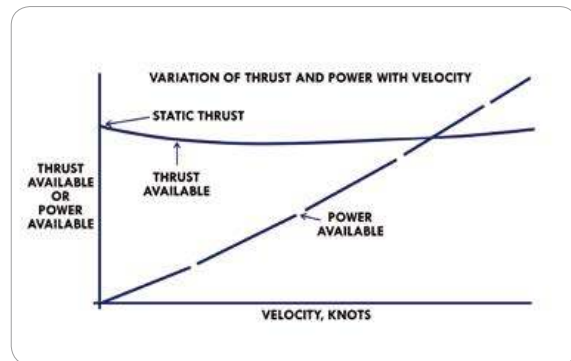 VARIATION OF THRUST AND POWER WITH VELOCITY
STATIC THRUST
THRUST
AVAILABLE
OR
POWER
AVAILABLE
THRUST
AVAILABLE
POWER
AVAILABLE
VELOCITY, KNOTS